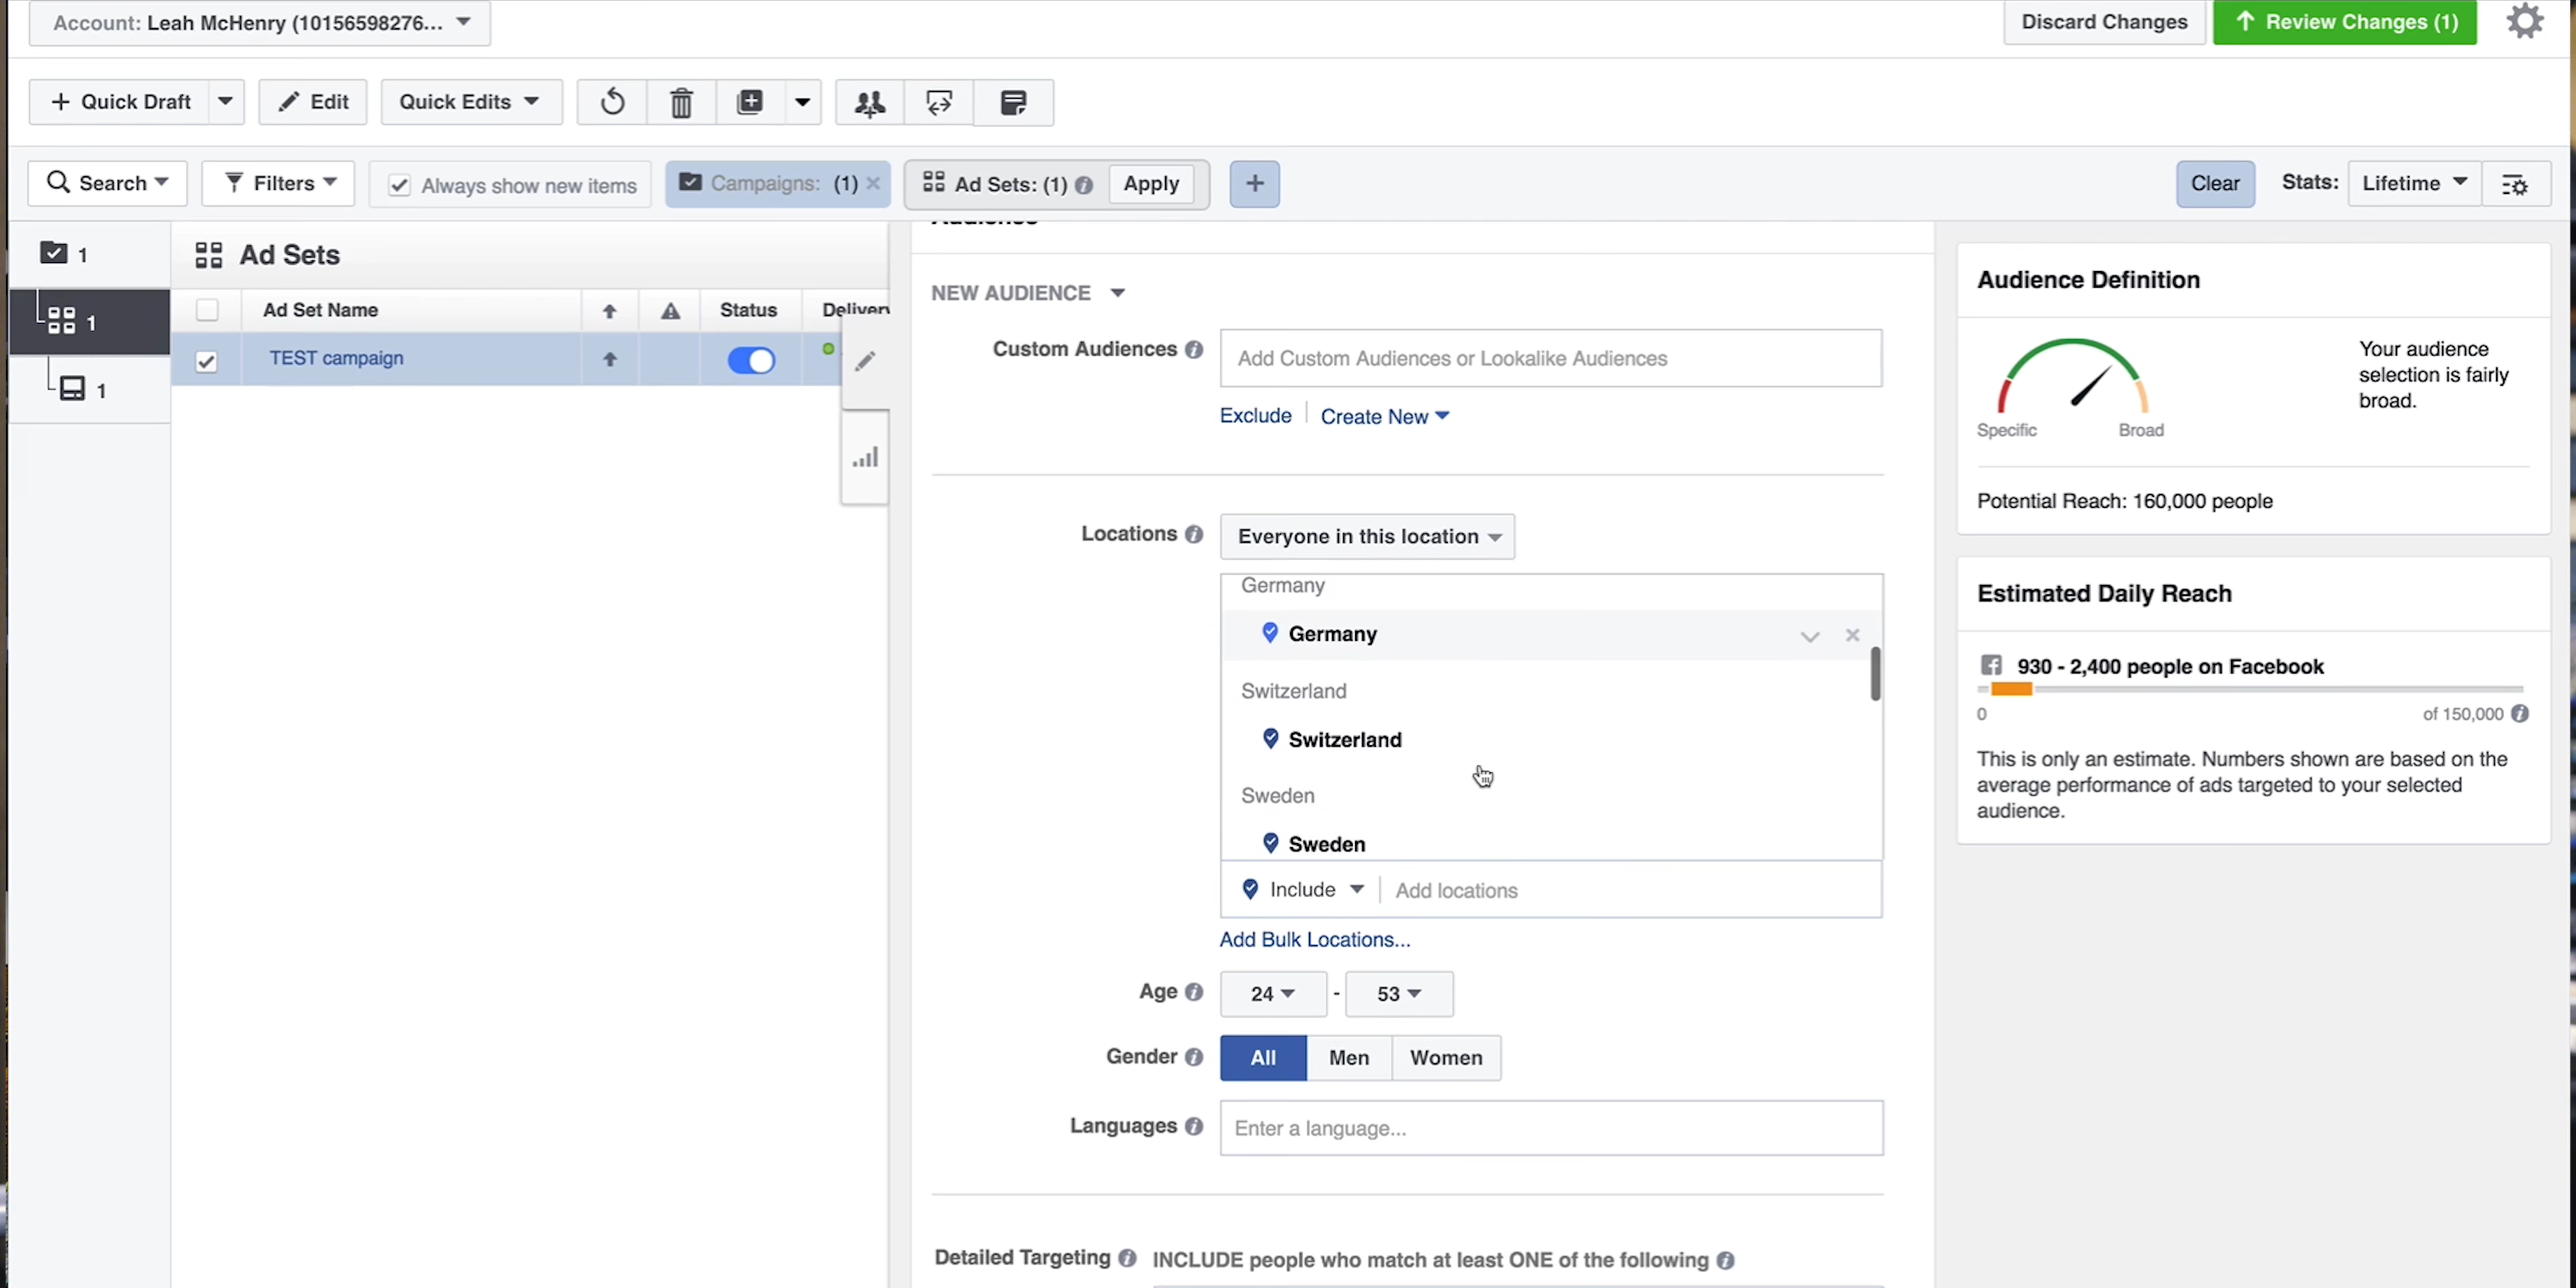 Account: Leah McHenry (10156598276...
Discard Changes
Review Changes (1)
+ Quick Draft
Edit
Quick Edits
Search
Filters
Always show new items
Campaigns: (1) ×
Ad Sets: (1)
Apply
+
Clear
Stats:
Lifetime
Audience
1
1
1
Ad Sets
Ad Set Name
Status
Delivery
TEST campaign
NEW AUDIENCE
Custom Audiences
Add Custom Audiences or Lookalike Audiences
Exclude
Create New
Locations
Everyone in this location
Germany
Germany
Switzerland
Switzerland
Sweden
Sweden
Include
Add locations
Add Bulk Locations...
Age
24 - 53
Gender
All
Men
Women
Languages
Enter a language...
Detailed Targeting
INCLUDE people who match at least ONE of the following
Audience Definition
Your audience
selection is fairly
broad.
Specific
Broad
Potential Reach: 160,000 people
Estimated Daily Reach
930 - 2,400 people on Facebook
0
of 150,000
This is only an estimate. Numbers shown are based on the
average performance of ads targeted to your selected
audience.